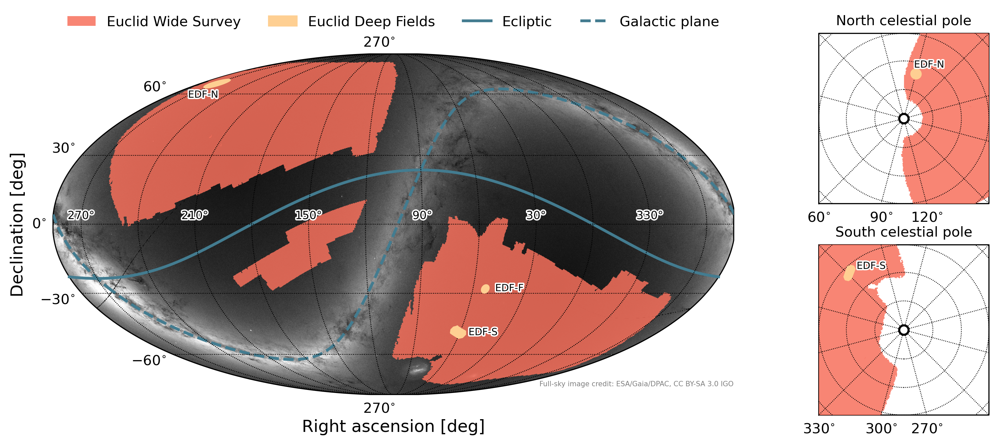 Euclid Wide Survey
Euclid Deep Fields
Ecliptic
Galactic plane
270°
60°
30°
0°
−30°
−60°
Declination [deg]
EDF-N
270°
210°
150°
90°
30°
330°
EDF-F
EDF-S
Full-sky image credit: ESA/Gaia/DPAC, CC BY-SA 3.0 IGO
270°
Right ascension [deg]
North celestial pole
EDF-N
60°
90°
120°
South celestial pole
EDF-S
330°
300°
270°